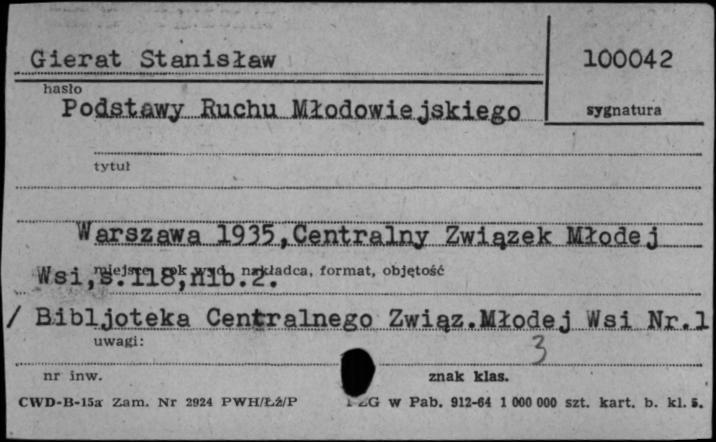 Gierat Stanisław
100042
hasło
sygnatura
Podstawy Ruchu Młodowiejskiego
tytuł
Warszawa 1935, Centralny Związek Młodej
Wsi, s. 118, nlb. 2.
miejsce, rok wyd., nakładca, format, objętość
/ Bibljoteka Centralnego Związ. Młodej Wsi Nr. 1
uwagi:
3
nr inw.
znak klas.
CWD-B-15a Zam. Nr 2924 PWH/Łź/P
w Pab. 912-64 1 000 000 szt. kart. b. kl. 5.